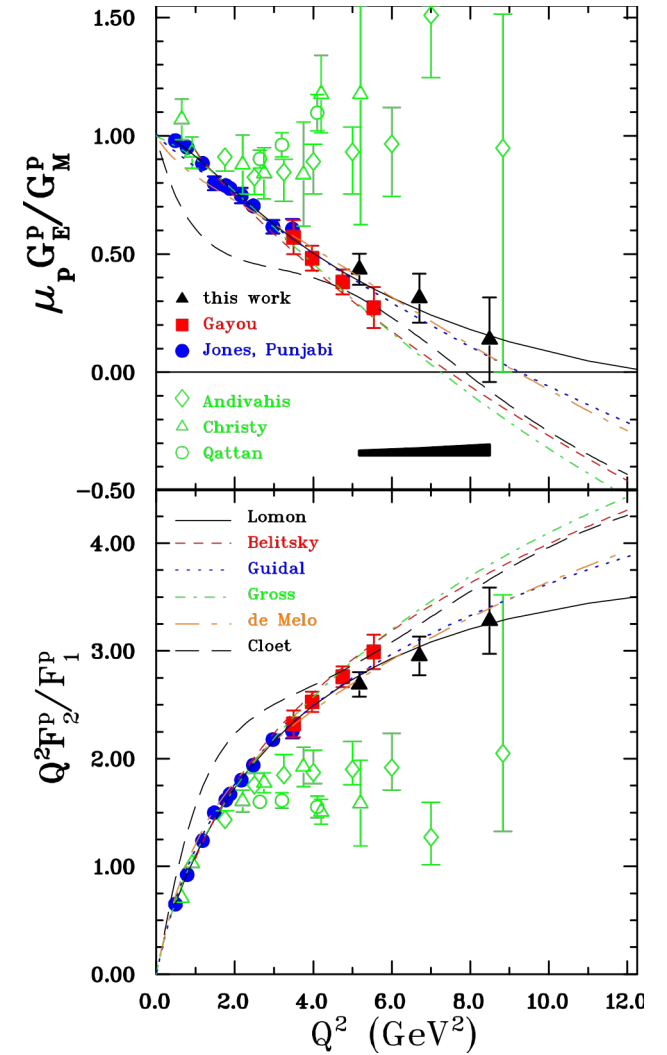 1.50
1.00
0.50
0.00
−0.50
μ_p G_E^p/G_M^p
this work
Gayou
Jones, Punjabi
Andivahis
Christy
Qattan
4.00
3.00
2.00
1.00
0.00
Q²F₂^p/F₁^p
Lomon
Belitsky
Guidal
Gross
de Melo
Cloet
0.0 2.0 4.0 6.0 8.0 10.0 12.0
Q² (GeV²)